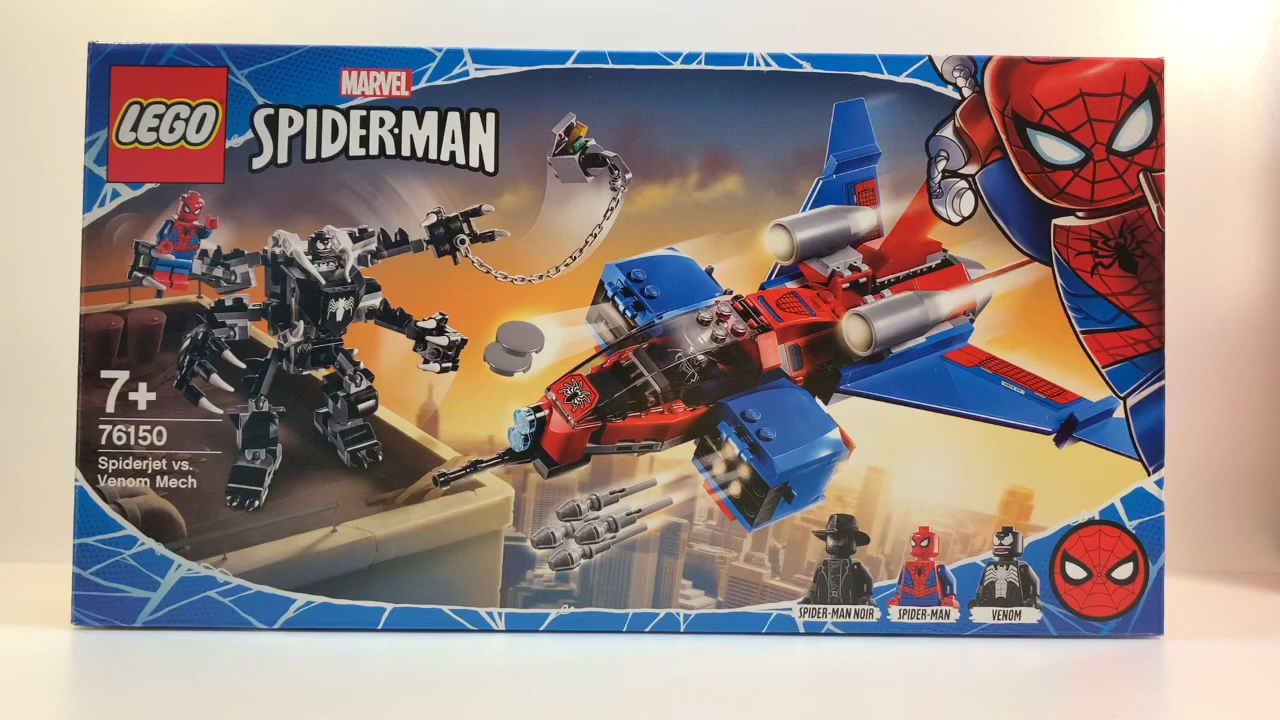 LEGO
MARVEL
SPIDER-MAN
7+
76150
Spiderjet vs.
Venom Mech
SPIDER-MAN NOIR
SPIDER-MAN
VENOM